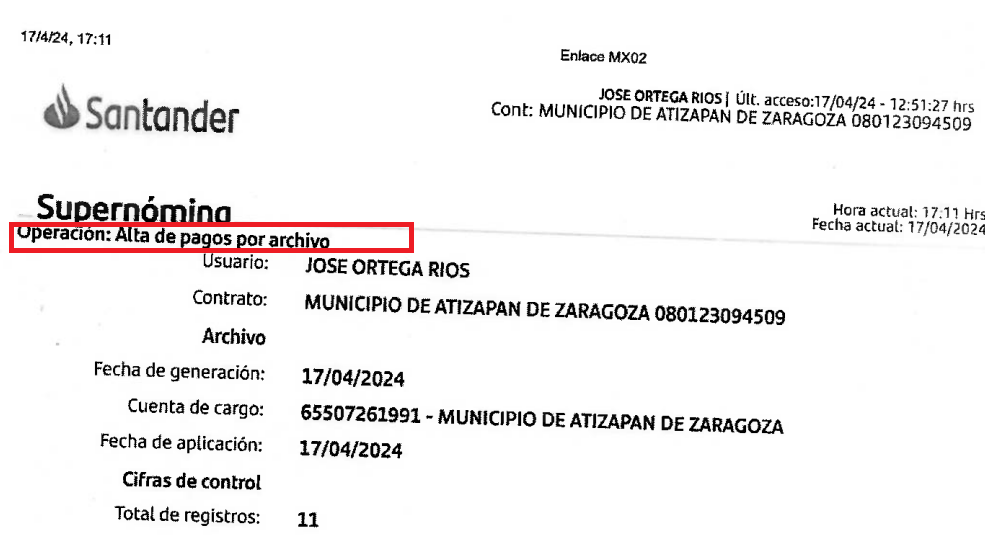 17/4/24, 17:11
Enlace MX02
JOSE ORTEGA RIOS | Últ. acceso:17/04/24 - 12:51:27 hrs
Cont: MUNICIPIO DE ATIZAPAN DE ZARAGOZA 080123094509
Santander
Supernómina
Hora actual: 17:11 Hrs
Fecha actual: 17/04/2024
Operación: Alta de pagos por archivo
Usuario: JOSE ORTEGA RIOS
Contrato: MUNICIPIO DE ATIZAPAN DE ZARAGOZA 080123094509
Archivo
Fecha de generación: 17/04/2024
Cuenta de cargo: 65507261991 - MUNICIPIO DE ATIZAPAN DE ZARAGOZA
Fecha de aplicación: 17/04/2024
Cifras de control
Total de registros: 11